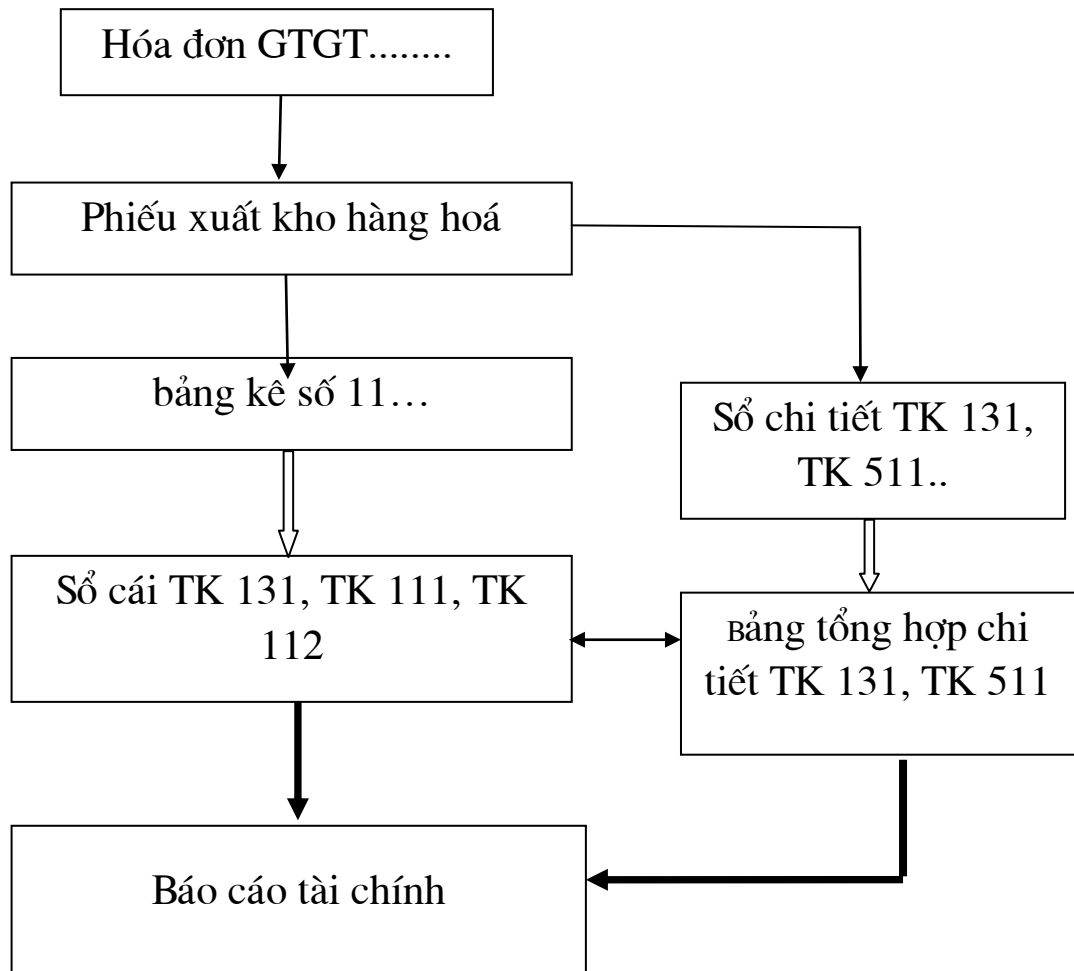 Hóa đơn GTGT........
Phiếu xuất kho hàng hoá
bảng kê số 11…
Sổ chi tiết TK 131,
TK 511..
Sổ cái TK 131, TK 111, TK
112
Bảng tổng hợp chi
tiết TK 131, TK 511
Báo cáo tài chính